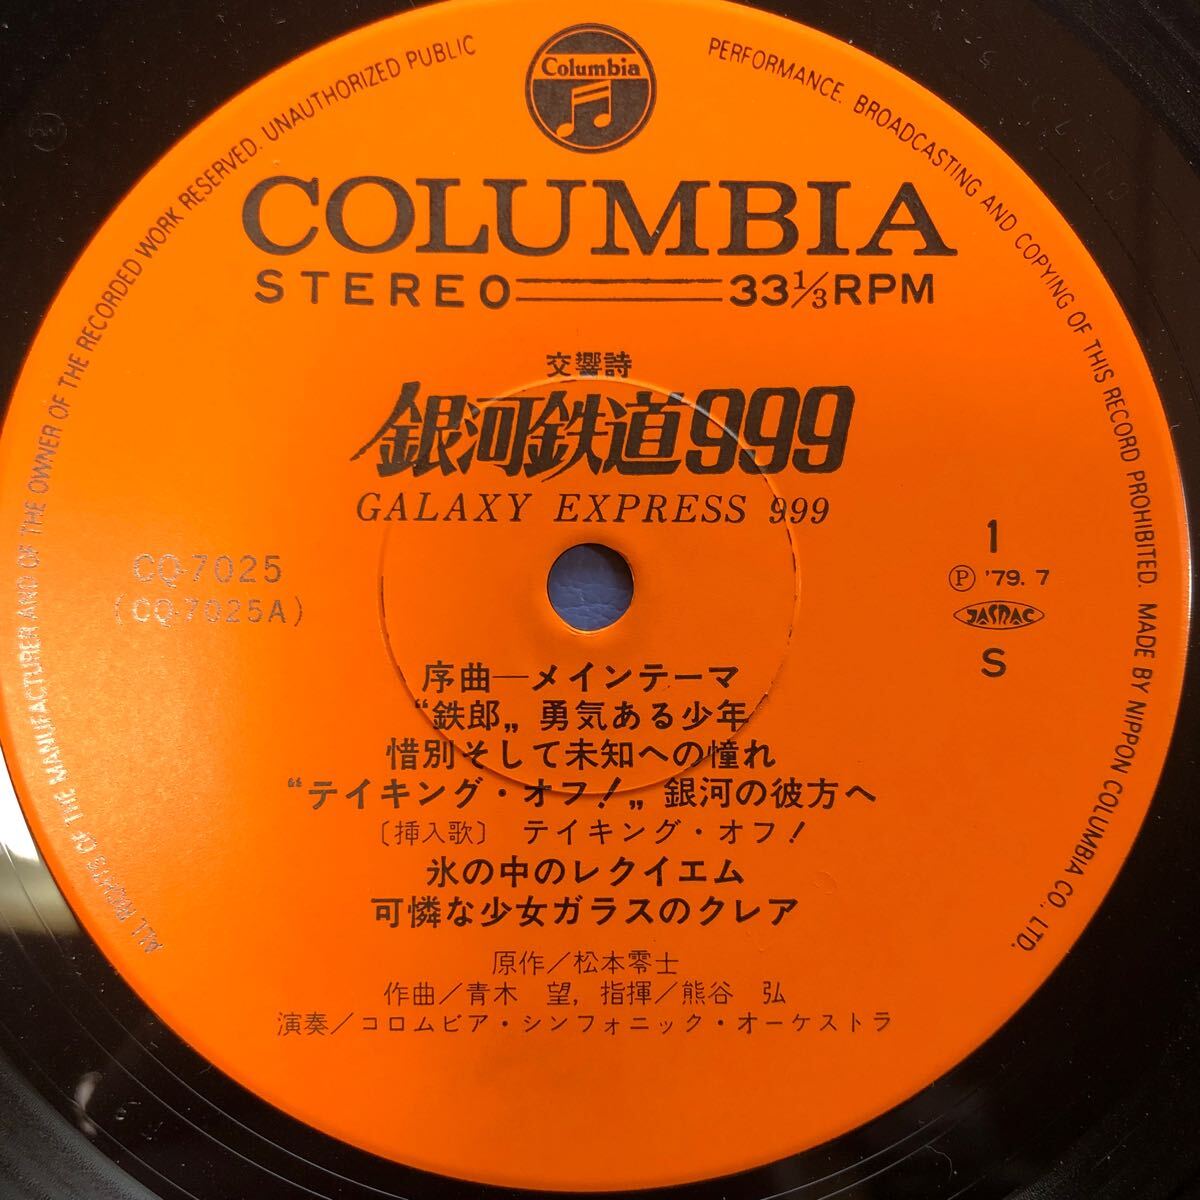 ALL RIGHTS OF THE MANUFACTURER AND OF THE OWNER OF THE RECORDED WORK RESERVED. UNAUTHORIZED PUBLIC PERFORMANCE. BROADCASTING AND COPYING OF THIS RECORD PROHIBITED. MADE BY NIPPON COLUMBIA CO., LTD.
Columbia
COLUMBIA
STEREO 33⅓RPM
交響詩
銀河鉄道999
GALAXY EXPRESS 999
CQ-7025
(CQ-7025A)
1
Ⓟ '79. 7
JASRAC
S
序曲―メインテーマ
“鉄郎„ 勇気ある少年
惜別そして未知への憧れ
“テイキング・オフ!„ 銀河の彼方へ
〔挿入歌〕 テイキング・オフ!
氷の中のレクイエム
可憐な少女ガラスのクレア
原作/松本零士
作曲/青木 望, 指揮/熊谷 弘
演奏/コロムビア・シンフォニック・オーケストラ